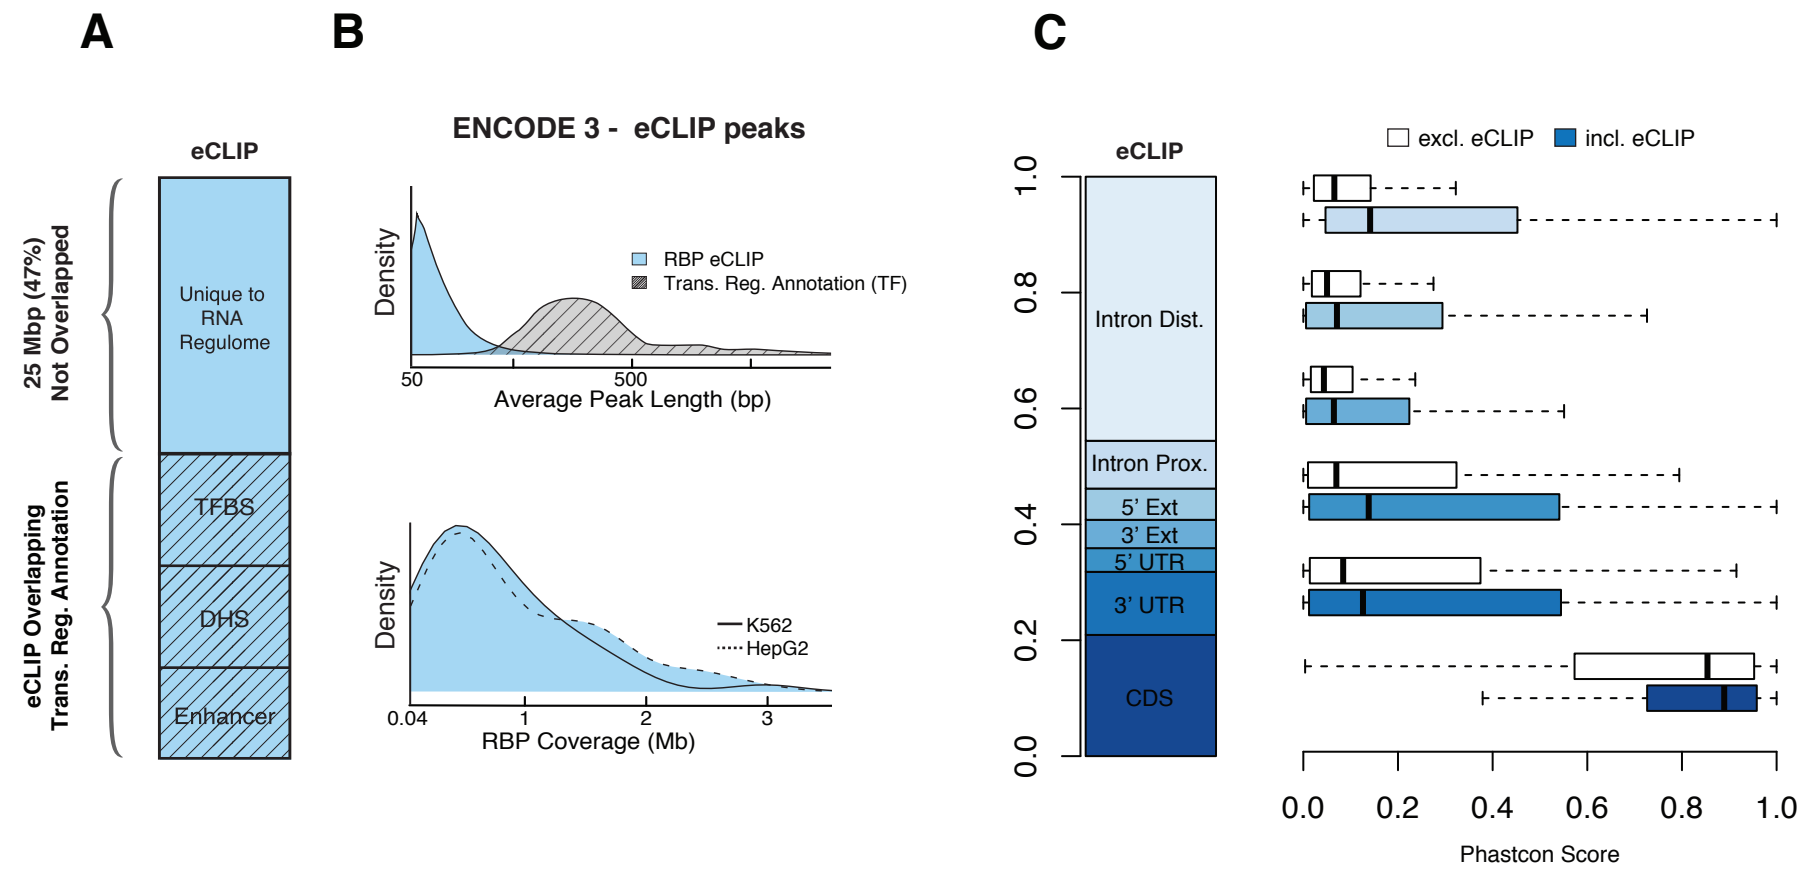 A
B
C
eCLIP
25 Mbp (47%)
Not Overlapped
eCLIP Overlapping
Trans. Reg. Annotation
Unique to
RNA
Regulome
TFBS
DHS
Enhancer
ENCODE 3 - eCLIP peaks
Density
RBP eCLIP
Trans. Reg. Annotation (TF)
50
500
Average Peak Length (bp)
Density
K562
HepG2
0.04
1
2
3
RBP Coverage (Mb)
eCLIP
1.0
0.8
0.6
0.4
0.2
0.0
Intron Dist.
Intron Prox.
5' Ext
3' Ext
5' UTR
3' UTR
CDS
excl. eCLIP
incl. eCLIP
0.0
0.2
0.4
0.6
0.8
1.0
Phastcon Score